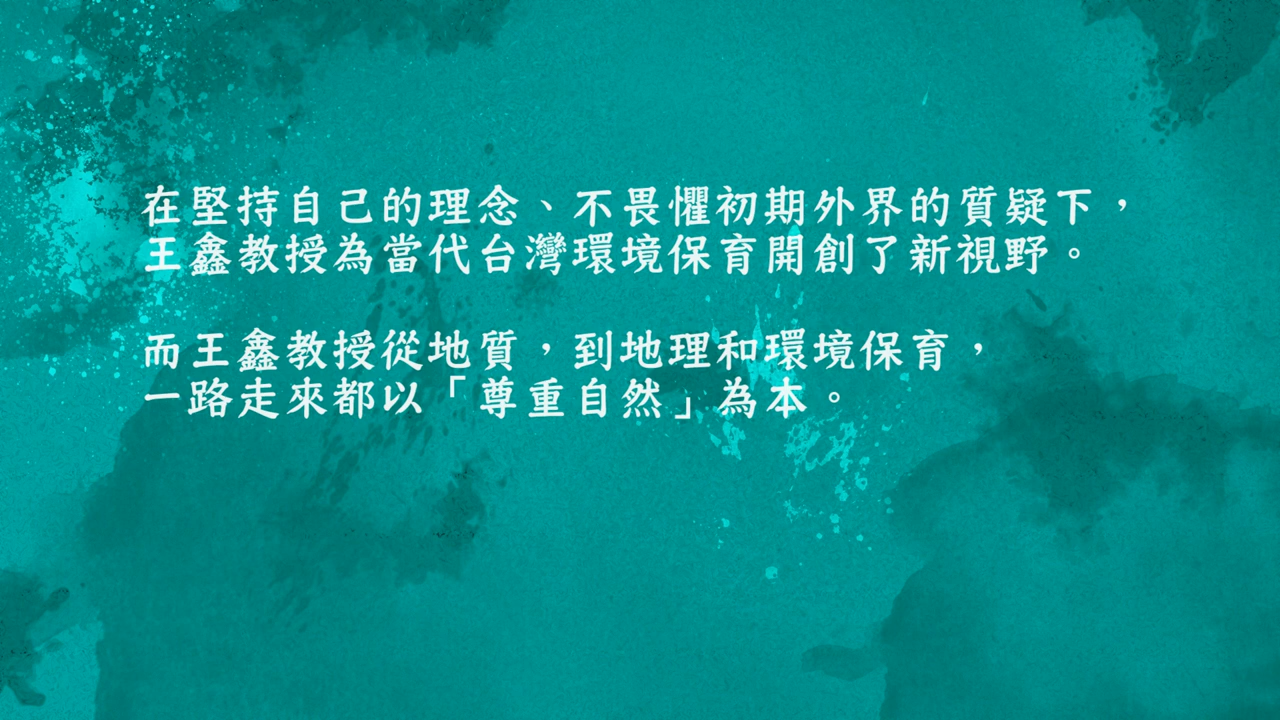 在堅持自己的理念、不畏懼初期外界的質疑下，
王鑫教授為當代台灣環境保育開創了新視野。
而王鑫教授從地質，到地理和環境保育，
一路走來都以「尊重自然」為本。